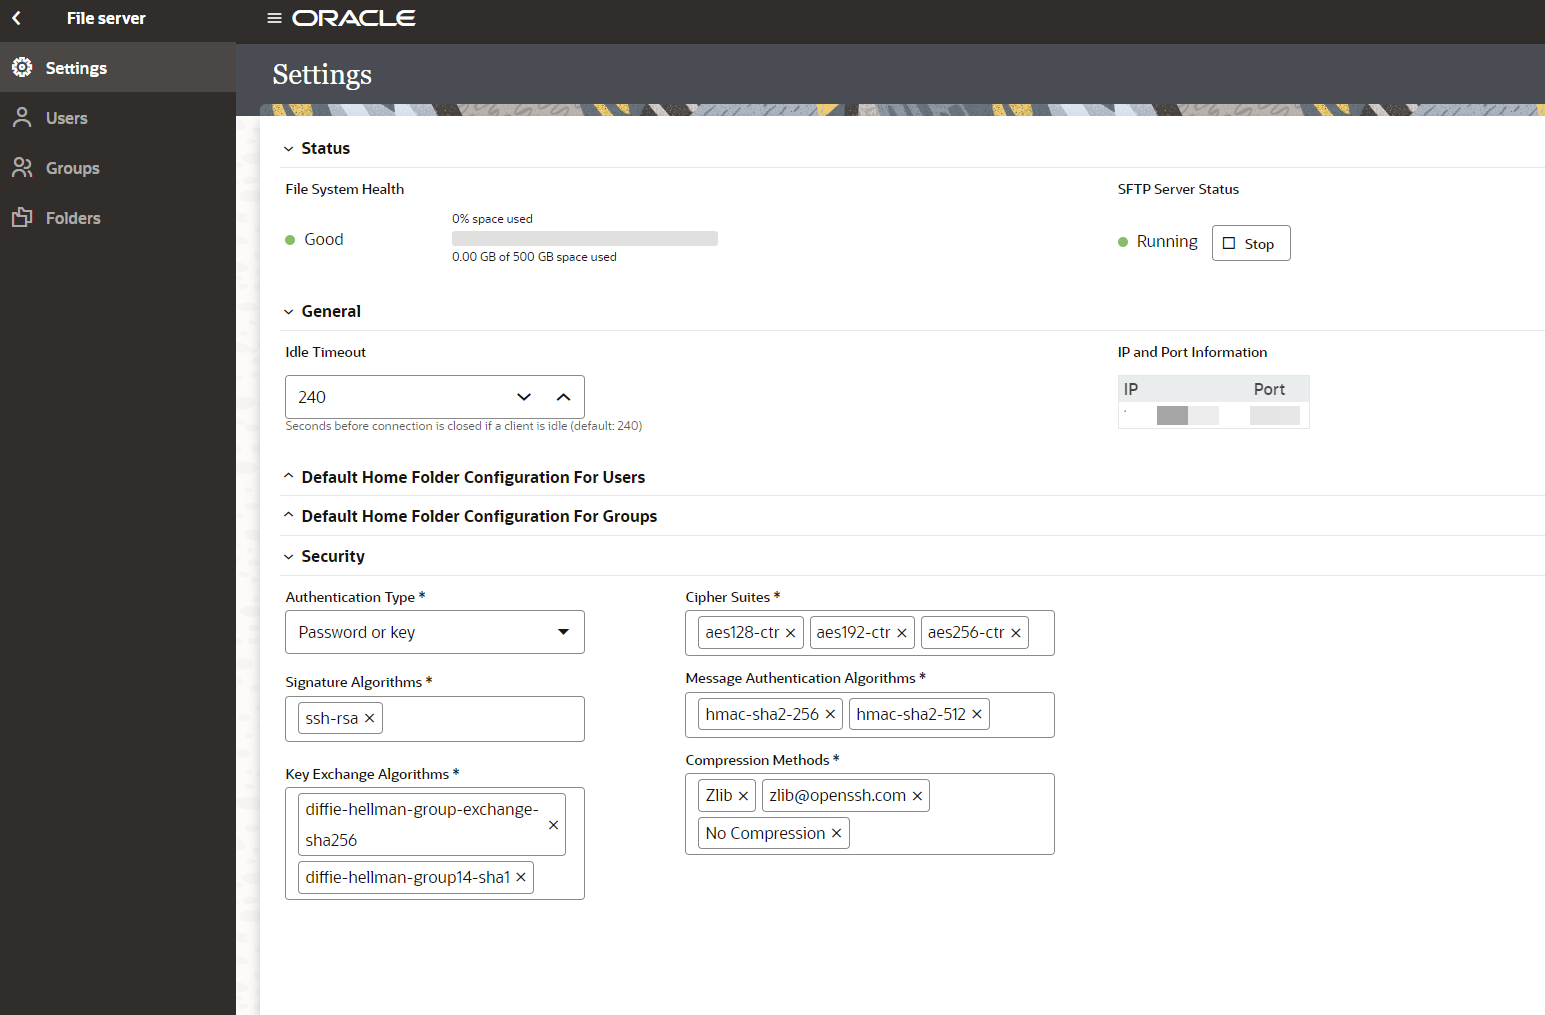 File server
ORACLE
Settings
Users
Groups
Folders
Settings
Status
File System Health
SFTP Server Status
0% space used
Good
0.00 GB of 500 GB space used
Running
Stop
General
Idle Timeout
IP and Port Information
240
IP Port
Seconds before connection is closed if a client is idle (default: 240)
Default Home Folder Configuration For Users
Default Home Folder Configuration For Groups
Security
Authentication Type *
Password or key
Cipher Suites *
aes128-ctr × aes192-ctr × aes256-ctr ×
Signature Algorithms *
ssh-rsa ×
Message Authentication Algorithms *
hmac-sha2-256 × hmac-sha2-512 ×
Key Exchange Algorithms *
diffie-hellman-group-exchange-
sha256 ×
diffie-hellman-group14-sha1 ×
Compression Methods *
Zlib × zlib@openssh.com ×
No Compression ×